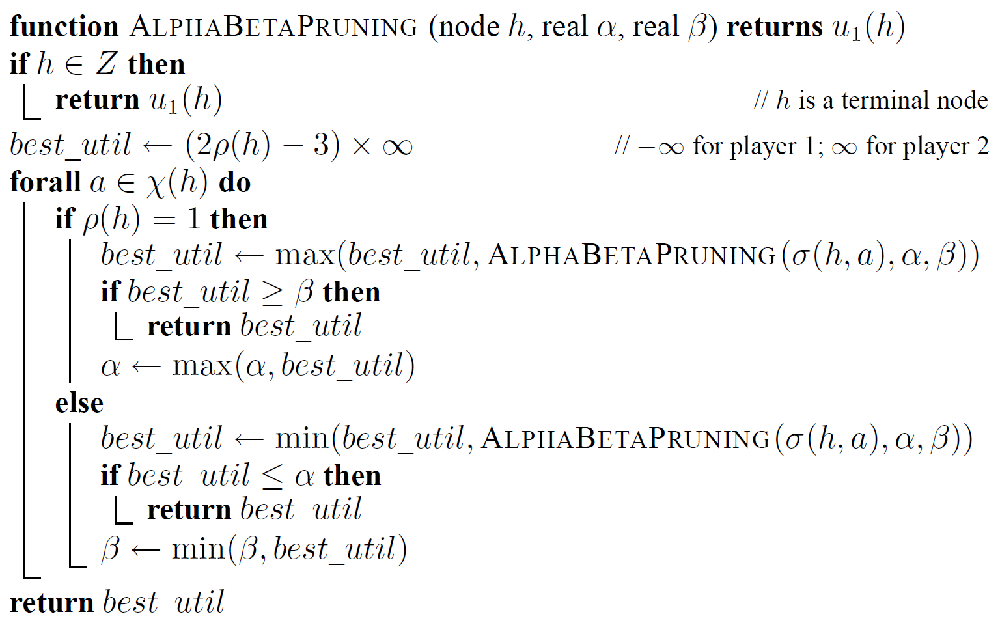 function ALPHABETAPRUNING (node h, real α, real β) returns u₁(h)
if h ∈ Z then
return u₁(h) // h is a terminal node
best_util ← (2ρ(h) − 3) × ∞ // −∞ for player 1; ∞ for player 2
forall a ∈ χ(h) do
if ρ(h) = 1 then
best_util ← max(best_util, ALPHABETAPRUNING(σ(h, a), α, β))
if best_util ≥ β then
return best_util
α ← max(α, best_util)
else
best_util ← min(best_util, ALPHABETAPRUNING(σ(h, a), α, β))
if best_util ≤ α then
return best_util
β ← min(β, best_util)
return best_util